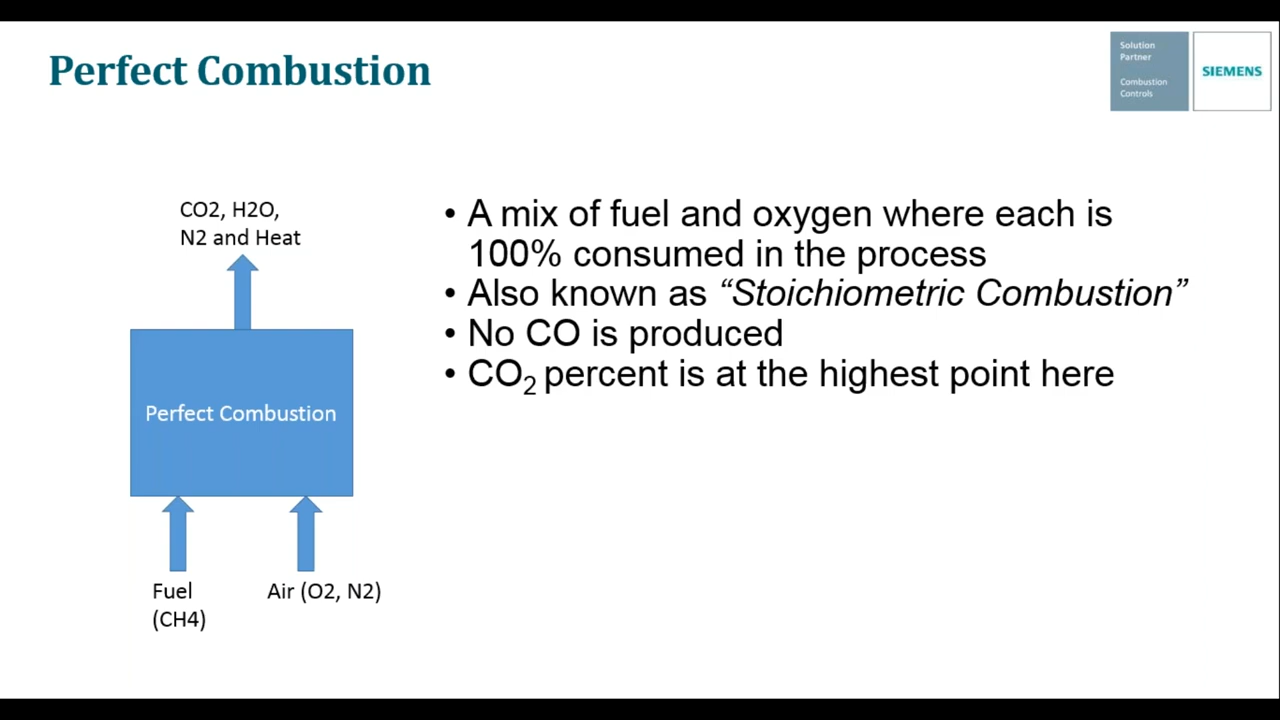 Perfect Combustion
Solution
Partner
Combustion
Controls
SIEMENS
CO2, H2O,
N2 and Heat
Perfect Combustion
Fuel
(CH4)
Air (O2, N2)
• A mix of fuel and oxygen where each is
100% consumed in the process
• Also known as “Stoichiometric Combustion”
• No CO is produced
• CO₂ percent is at the highest point here